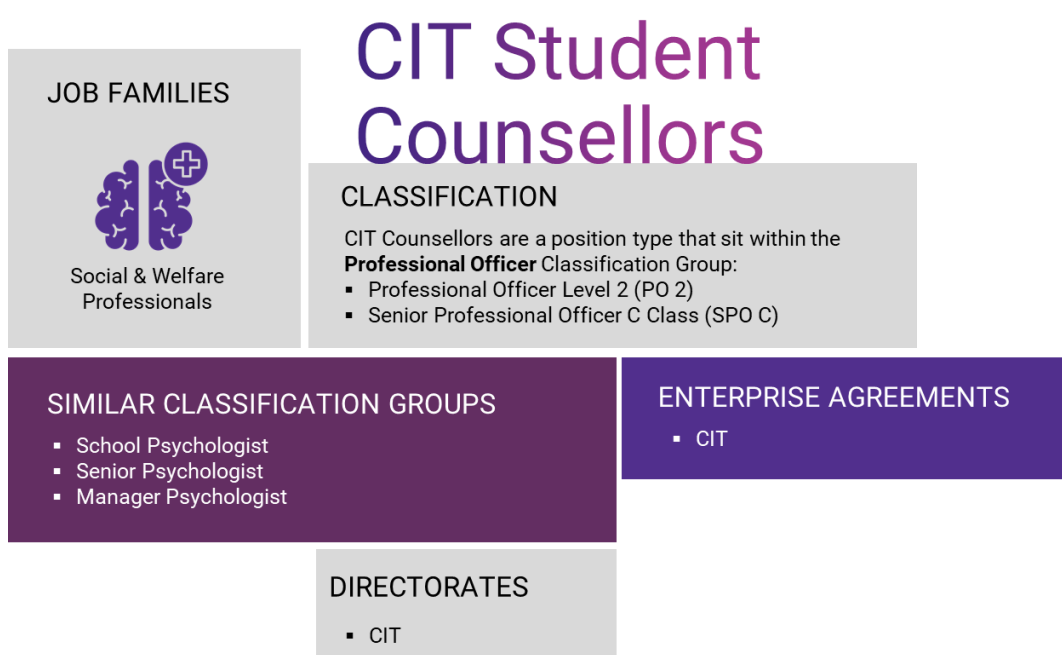 CIT Student
Counsellors
JOB FAMILIES
Social & Welfare
Professionals
CLASSIFICATION
CIT Counsellors are a position type that sit within the
Professional Officer Classification Group:
▪ Professional Officer Level 2 (PO 2)
▪ Senior Professional Officer C Class (SPO C)
SIMILAR CLASSIFICATION GROUPS
▪ School Psychologist
▪ Senior Psychologist
▪ Manager Psychologist
ENTERPRISE AGREEMENTS
▪ CIT
DIRECTORATES
▪ CIT